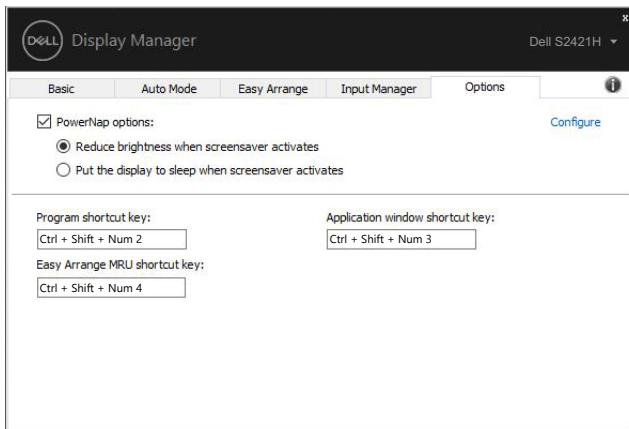 x
DELL Display Manager
Dell S2421H
Basic Auto Mode Easy Arrange Input Manager Options
PowerNap options: Configure
Reduce brightness when screensaver activates
Put the display to sleep when screensaver activates
Program shortcut key: Application window shortcut key:
Ctrl + Shift + Num 2 Ctrl + Shift + Num 3
Easy Arrange MRU shortcut key:
Ctrl + Shift + Num 4